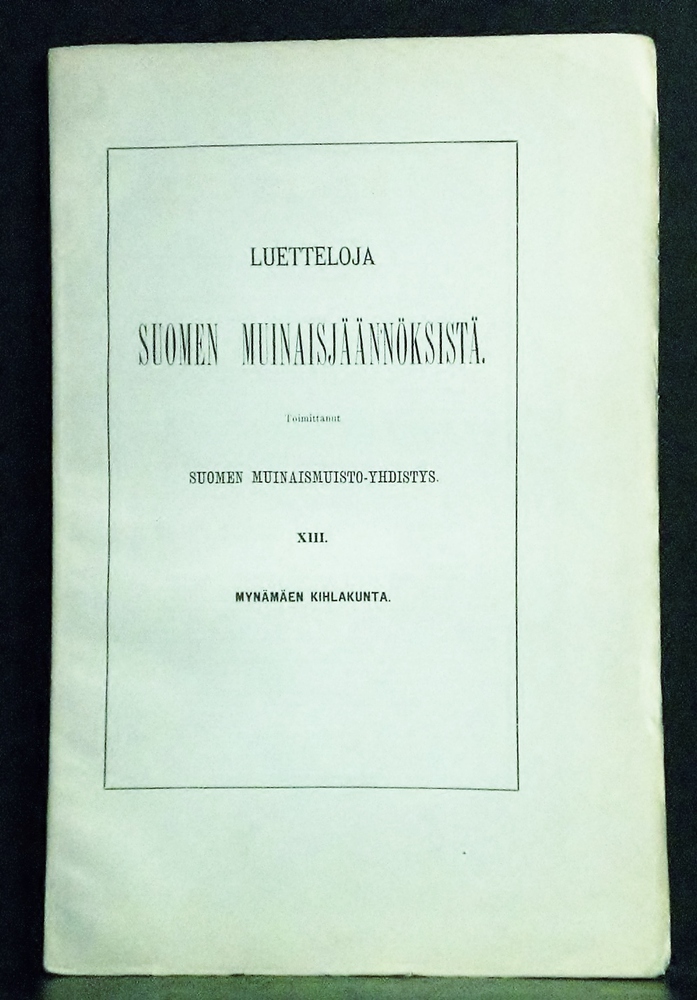 LUETTELOJA
SUOMEN MUINAISJÄÄNNÖKSISTÄ.
Toimittanut
SUOMEN MUINAISMUISTO-YHDISTYS.
XIII.
MYNÄMÄEN KIHLAKUNTA.